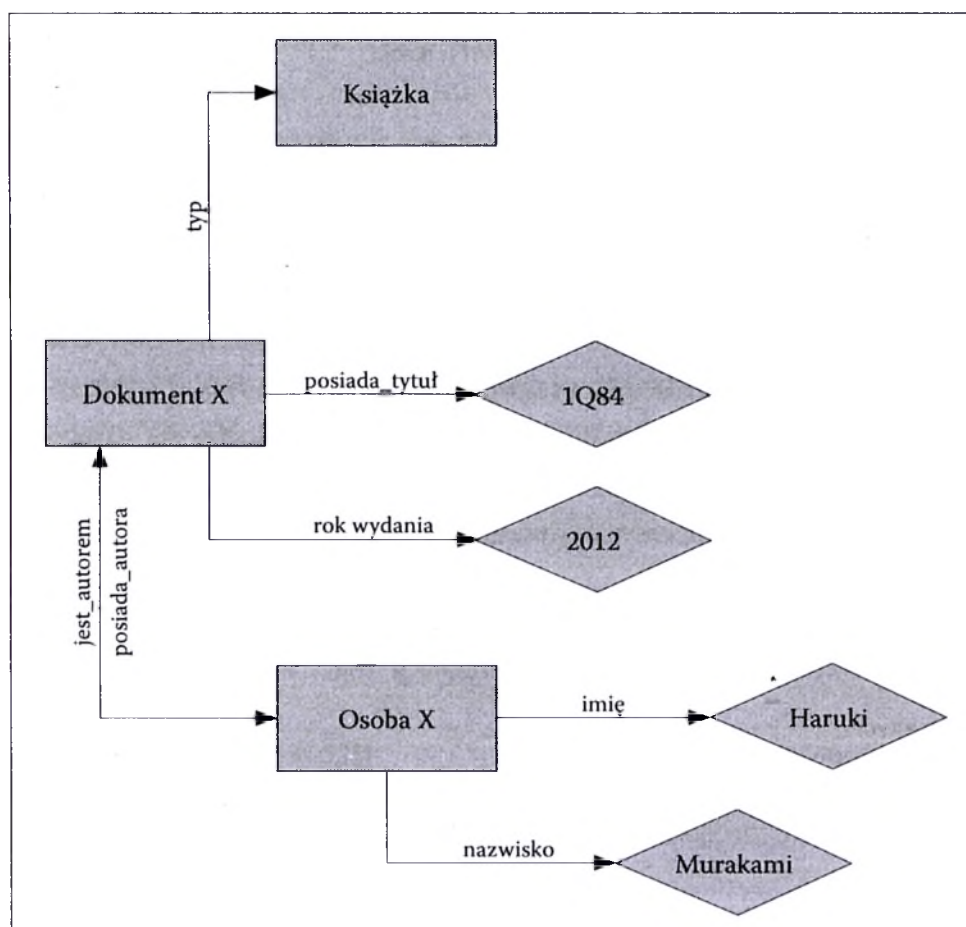 Książka
typ
Dokument X
posiada_tytuł
1Q84
rok wydania
2012
jest_autorem
posiada_autora
Osoba X
imię
Haruki
nazwisko
Murakami